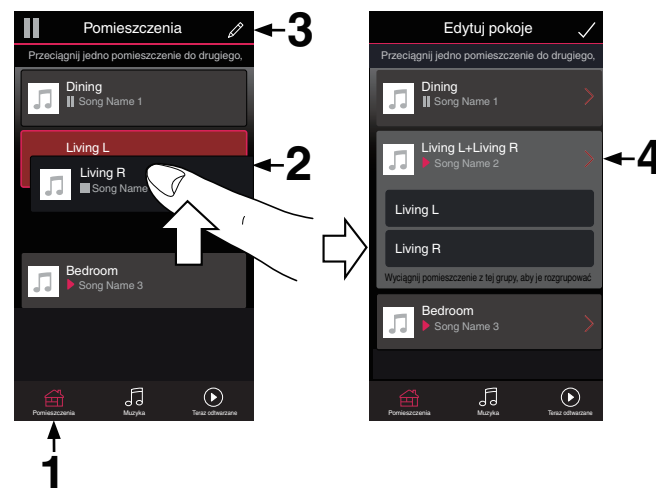 Pomieszczenia
3
Przeciągnij jedno pomieszczenie do drugiego,
Dining
Song Name 1
Living L
2
Living R
Song Name
Bedroom
Song Name 3
Pomieszczenia
Muzyka
Teraz odtwarzane
1
Edytuj pokoje
Przeciągnij jedno pomieszczenie do drugiego,
Dining
Song Name 1
Living L+Living R
Song Name 2
4
Living L
Living R
Wyciągnij pomieszczenie z tej grupy, aby je rozgrupować
Bedroom
Song Name 3
Pomieszczenia
Muzyka
Teraz odtwarzane